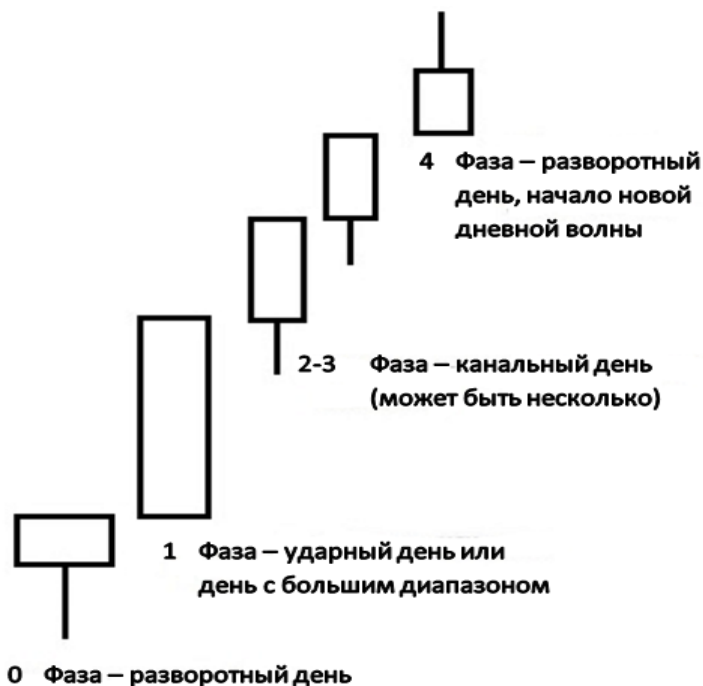 4 Фаза – разворотный
день, начало новой
дневной волны
2-3 Фаза – канальный день
(может быть несколько)
1 Фаза – ударный день или
день с большим диапазоном
0 Фаза – разворотный день